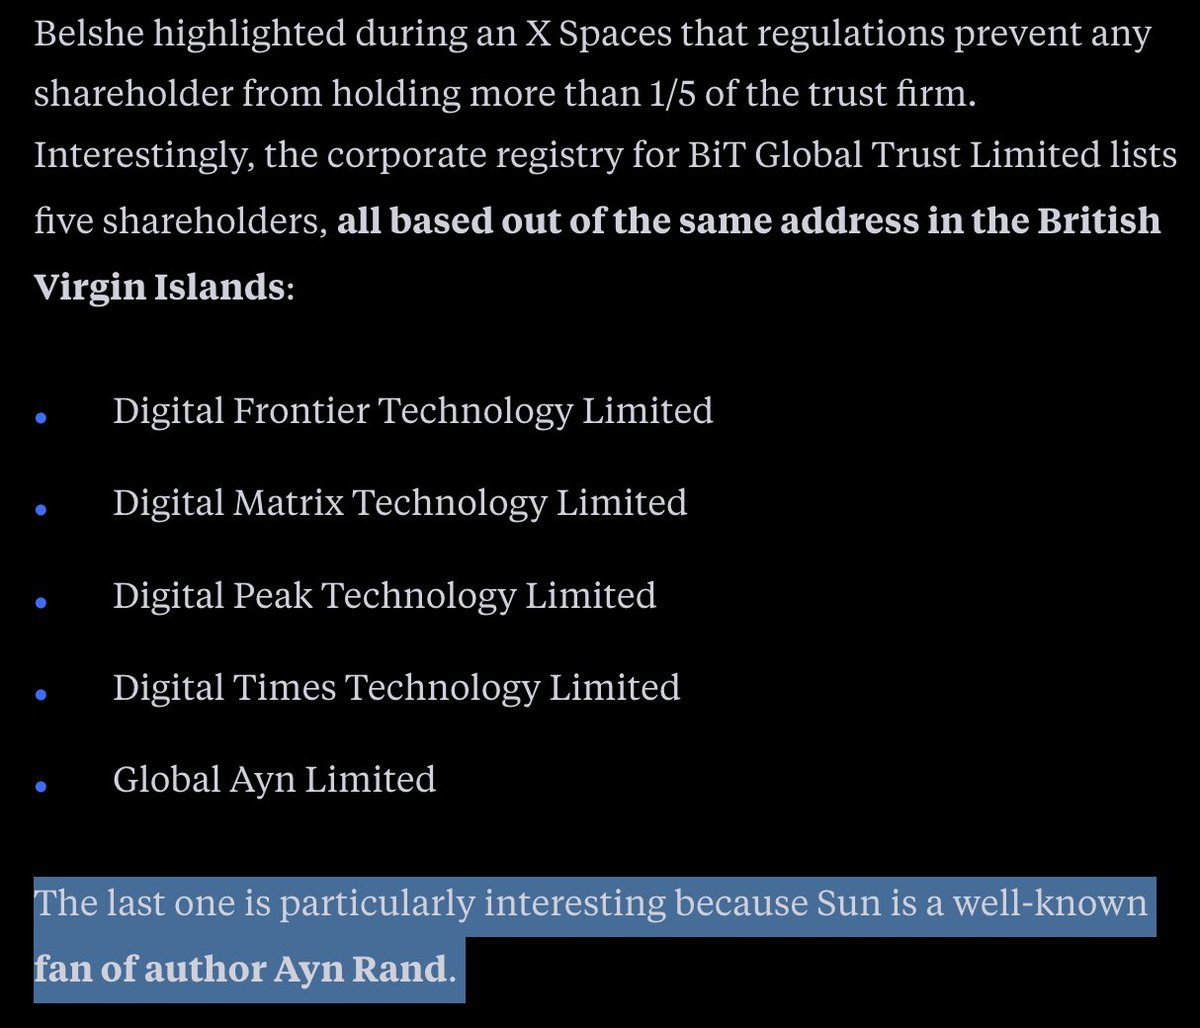 Belshe highlighted during an X Spaces that regulations prevent any
shareholder from holding more than 1/5 of the trust firm.
Interestingly, the corporate registry for BiT Global Trust Limited lists
five shareholders, all based out of the same address in the British
Virgin Islands:
• Digital Frontier Technology Limited
• Digital Matrix Technology Limited
• Digital Peak Technology Limited
• Digital Times Technology Limited
• Global Ayn Limited
The last one is particularly interesting because Sun is a well-known
fan of author Ayn Rand.